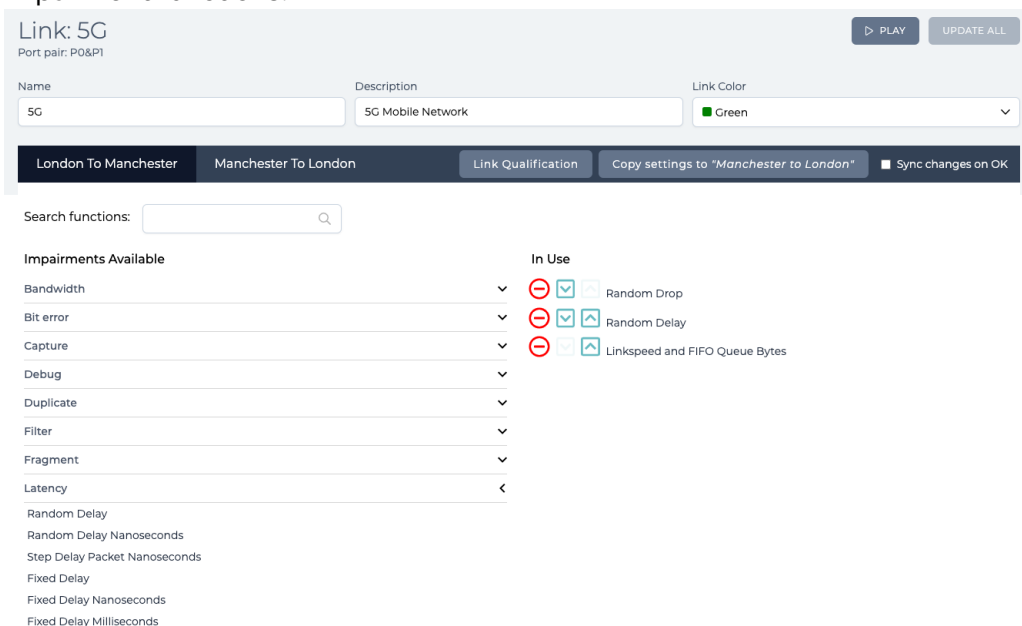 Link: 5G
Port pair: P0&P1
PLAY
UPDATE ALL
Name
Description
Link Color
5G
5G Mobile Network
Green
London To Manchester
Manchester To London
Link Qualification
Copy settings to "Manchester to London"
Sync changes on OK
Search functions:
Impairments Available
In Use
Bandwidth
Random Drop
Bit error
Random Delay
Capture
Linkspeed and FIFO Queue Bytes
Debug
Duplicate
Filter
Fragment
Latency
Random Delay
Random Delay Nanoseconds
Step Delay Packet Nanoseconds
Fixed Delay
Fixed Delay Nanoseconds
Fixed Delay Milliseconds